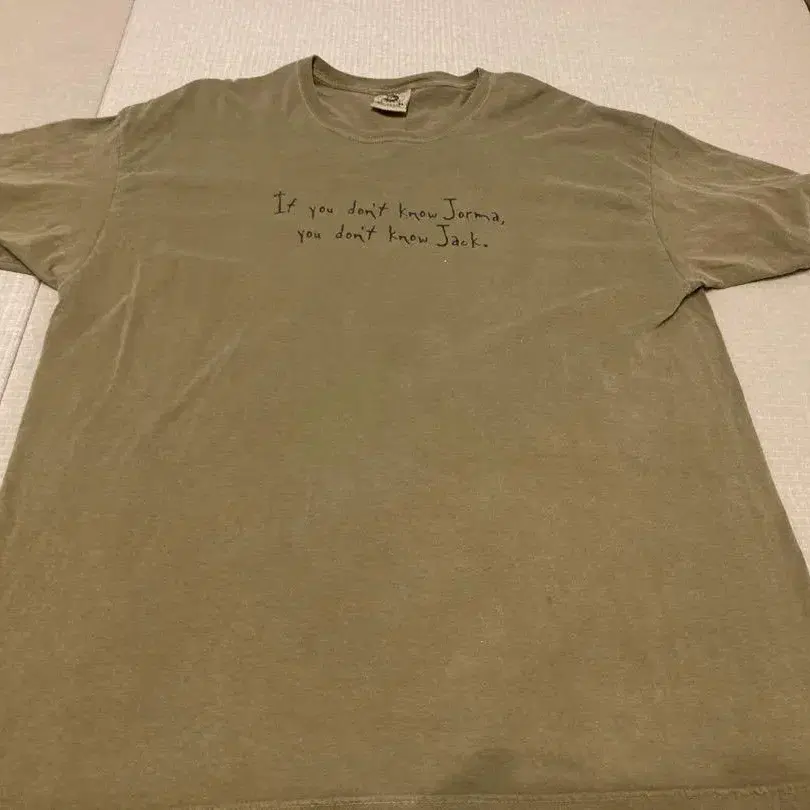 If you don't know Jorma,
you don't know Jack.